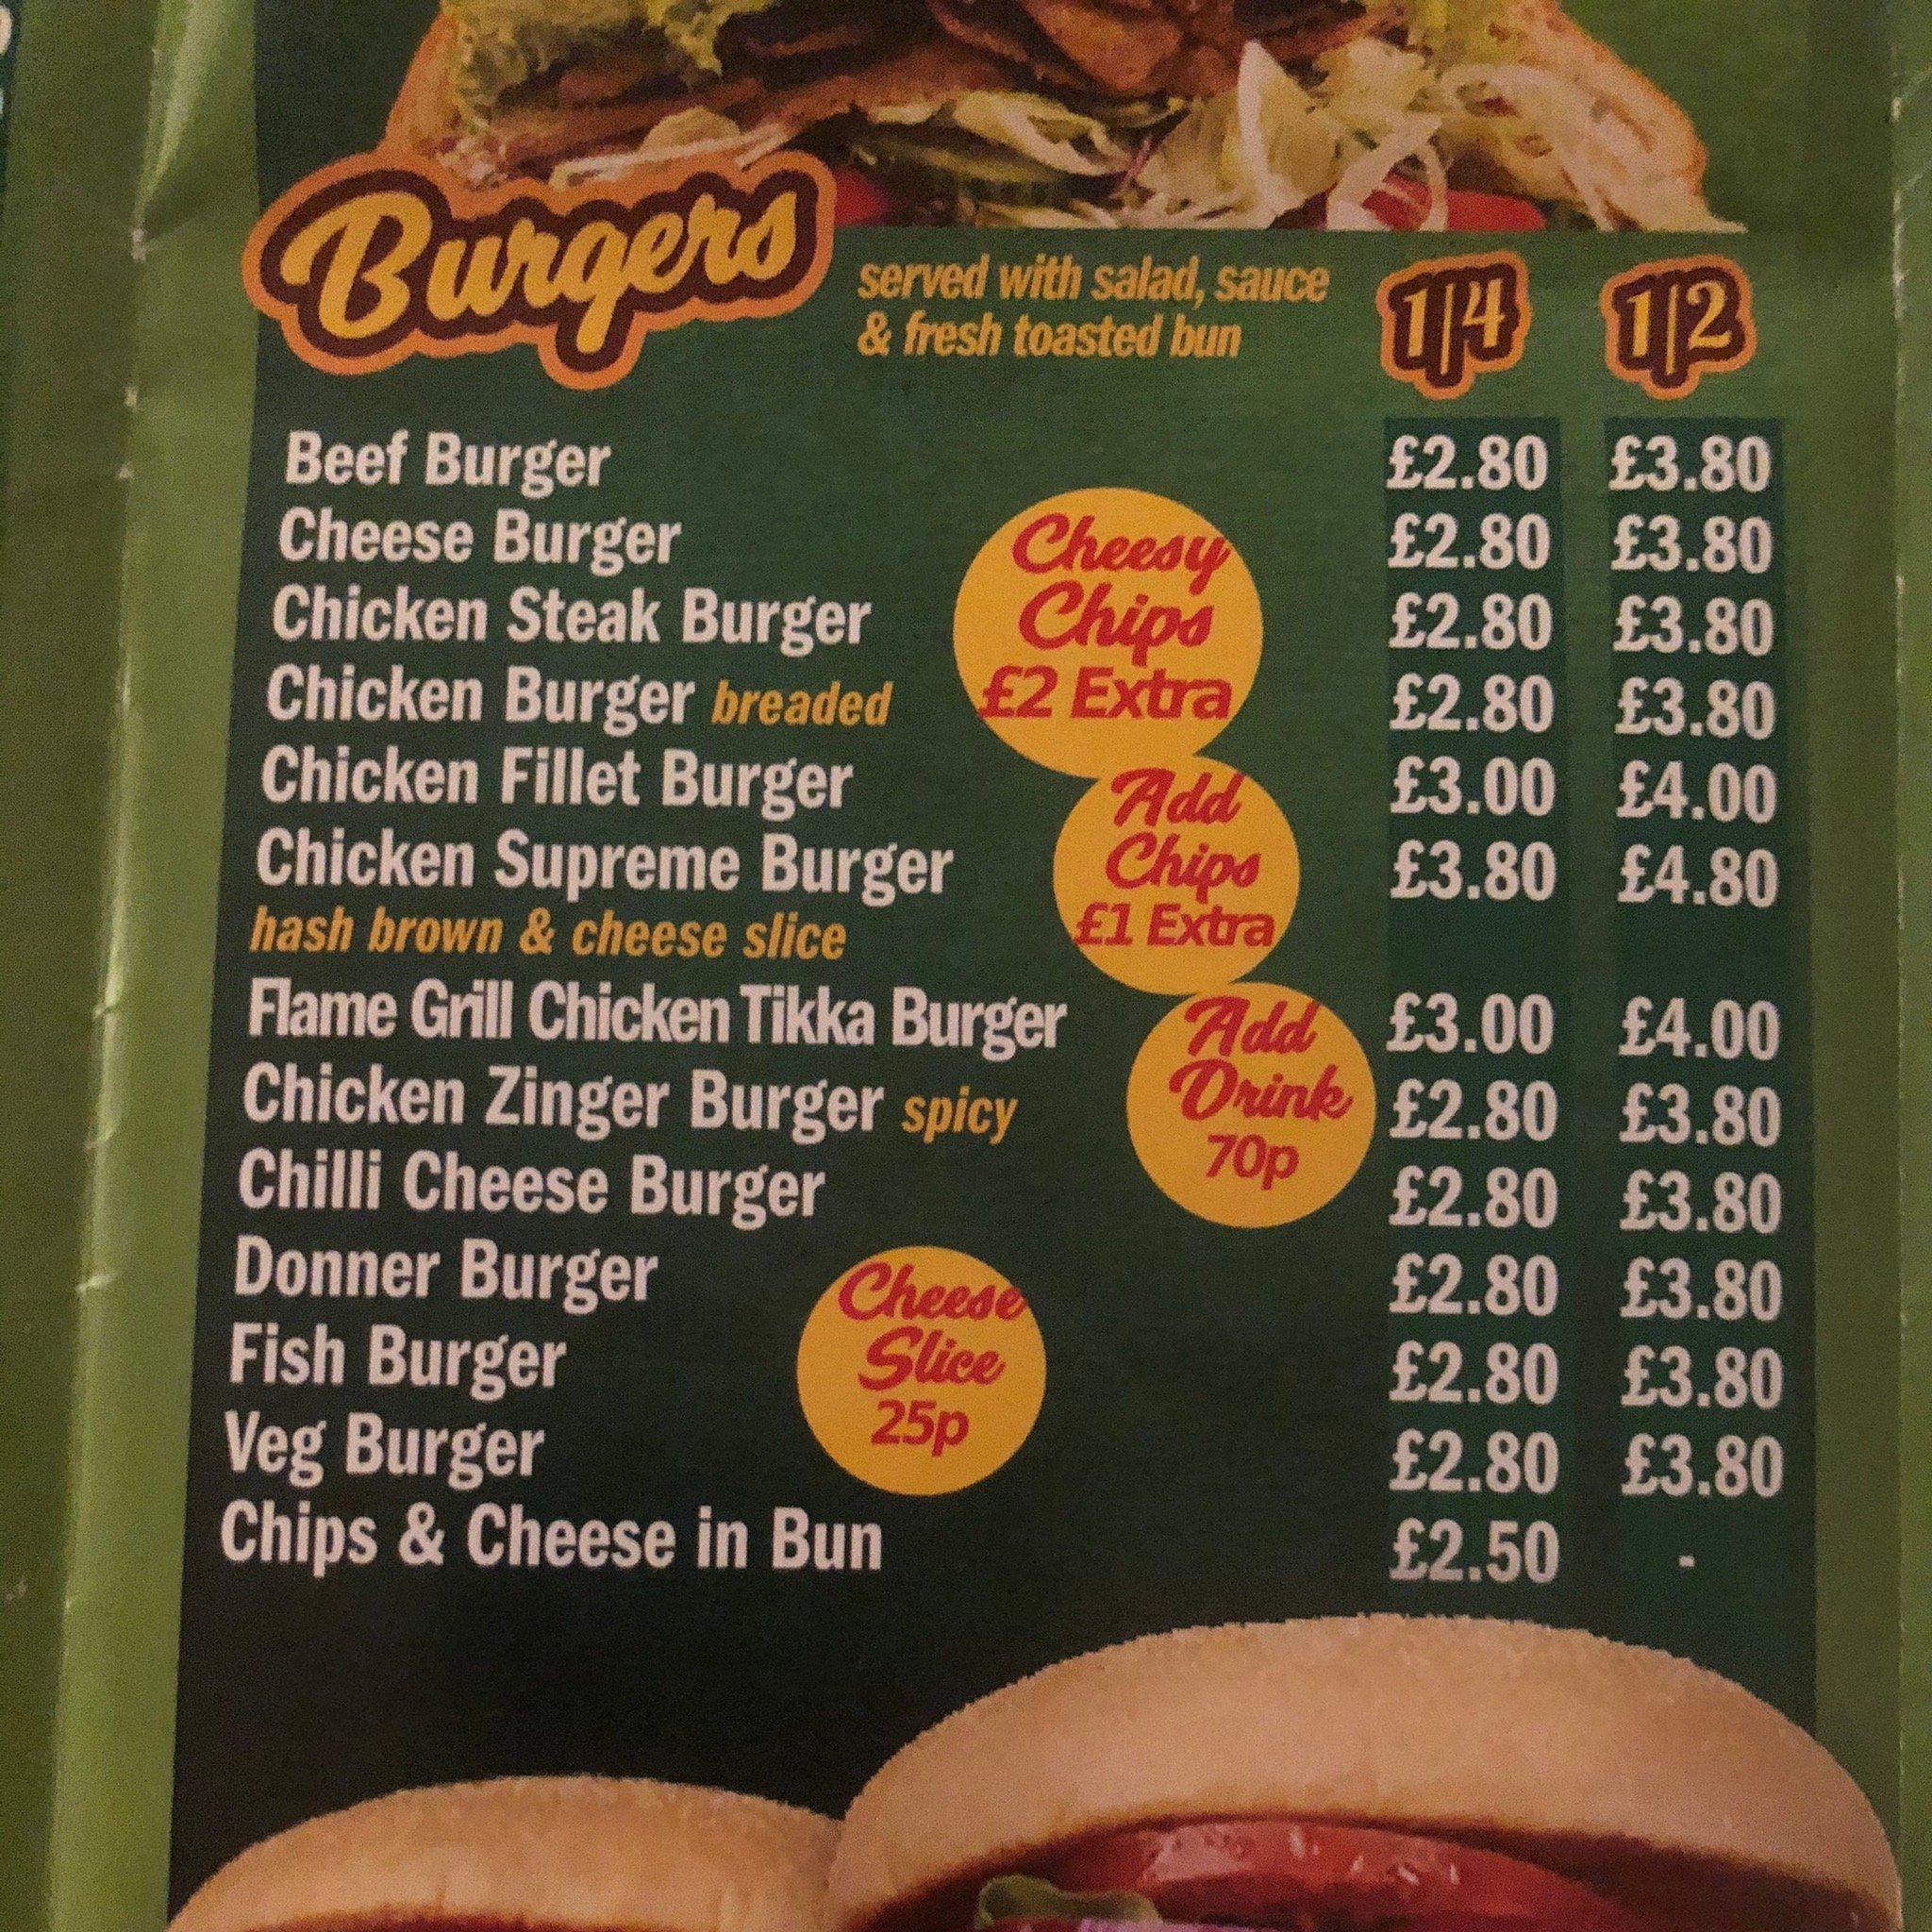 Burgers
served with salad, sauce
& fresh toasted bun
1/4 1/2
Beef Burger £2.80 £3.80
Cheese Burger £2.80 £3.80
Chicken Steak Burger £2.80 £3.80
Chicken Burger breaded £2.80 £3.80
Chicken Fillet Burger £3.00 £4.00
Chicken Supreme Burger £3.80 £4.80
hash brown & cheese slice
Flame Grill Chicken Tikka Burger £3.00 £4.00
Chicken Zinger Burger spicy £2.80 £3.80
Chilli Cheese Burger £2.80 £3.80
Donner Burger £2.80 £3.80
Fish Burger £2.80 £3.80
Veg Burger £2.80 £3.80
Chips & Cheese in Bun £2.50 -
Cheesy
Chips
£2 Extra
Add
Chips
£1 Extra
Add
Drink
70p
Cheese
Slice
25p